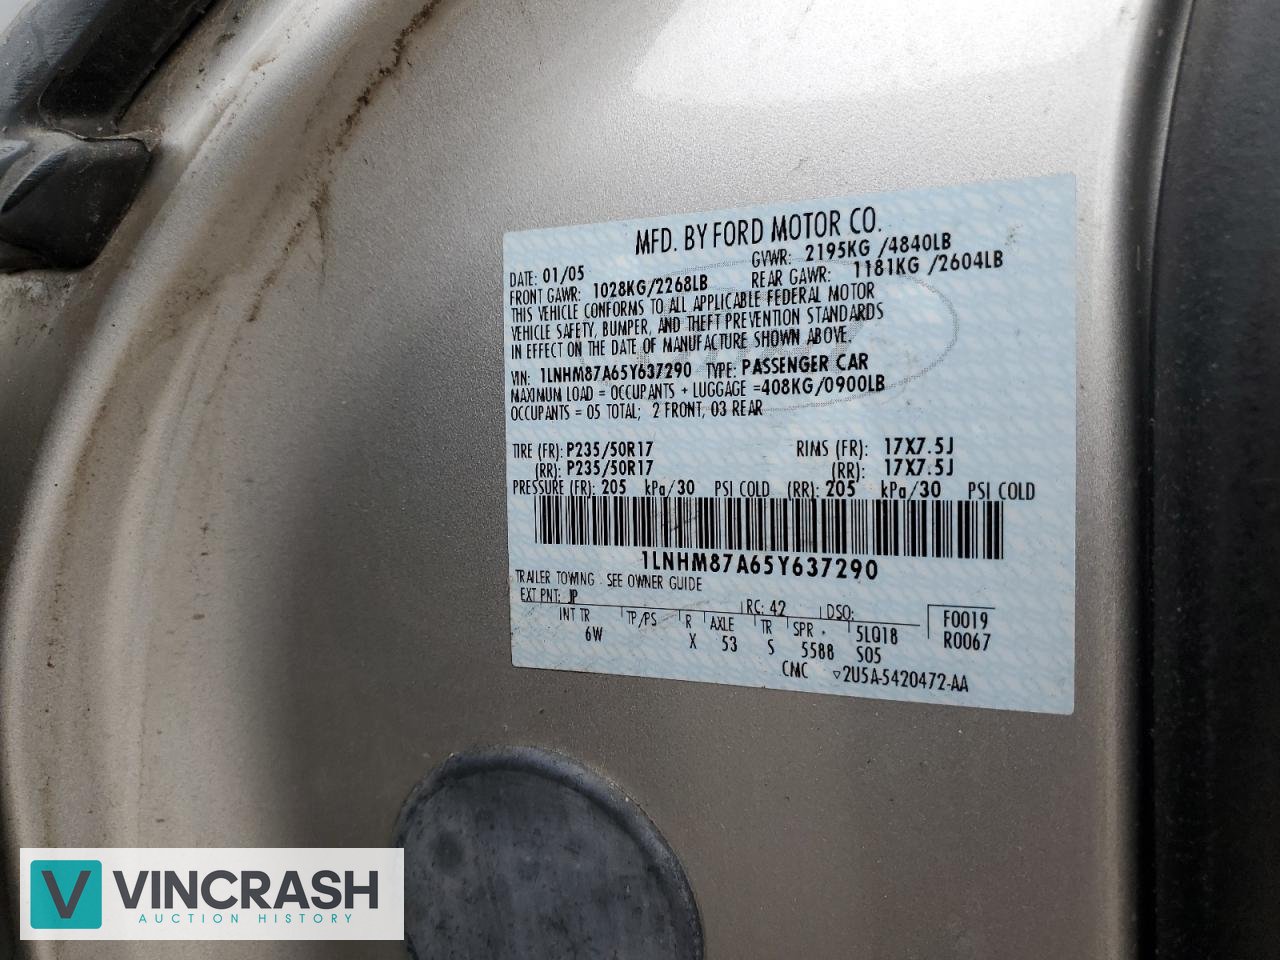 MFD. BY FORD MOTOR CO.
DATE: 01/05 GVWR: 2195KG /4840LB
FRONT GAWR: 1028KG/2268LB REAR GAWR: 1181KG /2604LB
THIS VEHICLE CONFORMS TO ALL APPLICABLE FEDERAL MOTOR
VEHICLE SAFETY, BUMPER, AND THEFT PREVENTION STANDARDS
IN EFFECT ON THE DATE OF MANUFACTURE SHOWN ABOVE.
VIN: 1LNHM87A65Y637290 TYPE: PASSENGER CAR
MAXIMUM LOAD = OCCUPANTS + LUGGAGE =408KG/0900LB
OCCUPANTS = 05 TOTAL; 2 FRONT, 03 REAR
TIRE (FR): P235/50R17 RIMS (FR): 17X7.5J
(RR): P235/50R17 (RR): 17X7.5J
PRESSURE (FR): 205 kPa/30 PSI COLD (RR): 205 kPa/30 PSI COLD
1LNHM87A65Y637290
TRAILER TOWING - SEE OWNER GUIDE
EXT PNT: JP RC: 42 DSO: F0019
INT TR TP/PS R AXLE TR SPR 5LQ18 R0067
6W X 53 S 5588 S05
CMC ▽2U5A-5420472-AA
V VINCRASH
AUCTION HISTORY